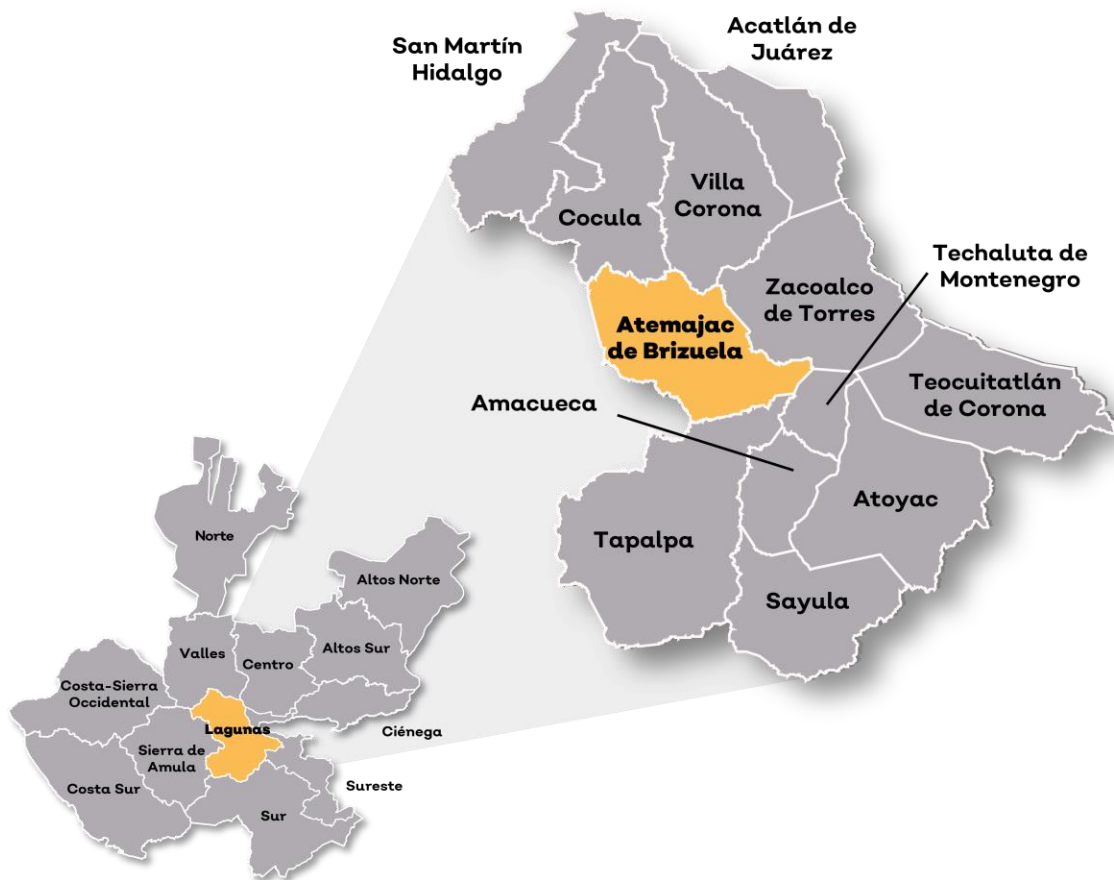 San Martín
Hidalgo
Acatlán de
Juárez
Villa
Corona
Cocula
Techaluta de
Montenegro
Zacoalco
de Torres
Atemajac
de Brizuela
Teocuitatlán
de Corona
Amacueca
Atoyac
Tapalpa
Sayula
Norte
Altos Norte
Valles
Centro
Altos Sur
Costa-Sierra
Occidental
Lagunas
Ciénega
Sierra de
Amula
Costa Sur
Sureste
Sur